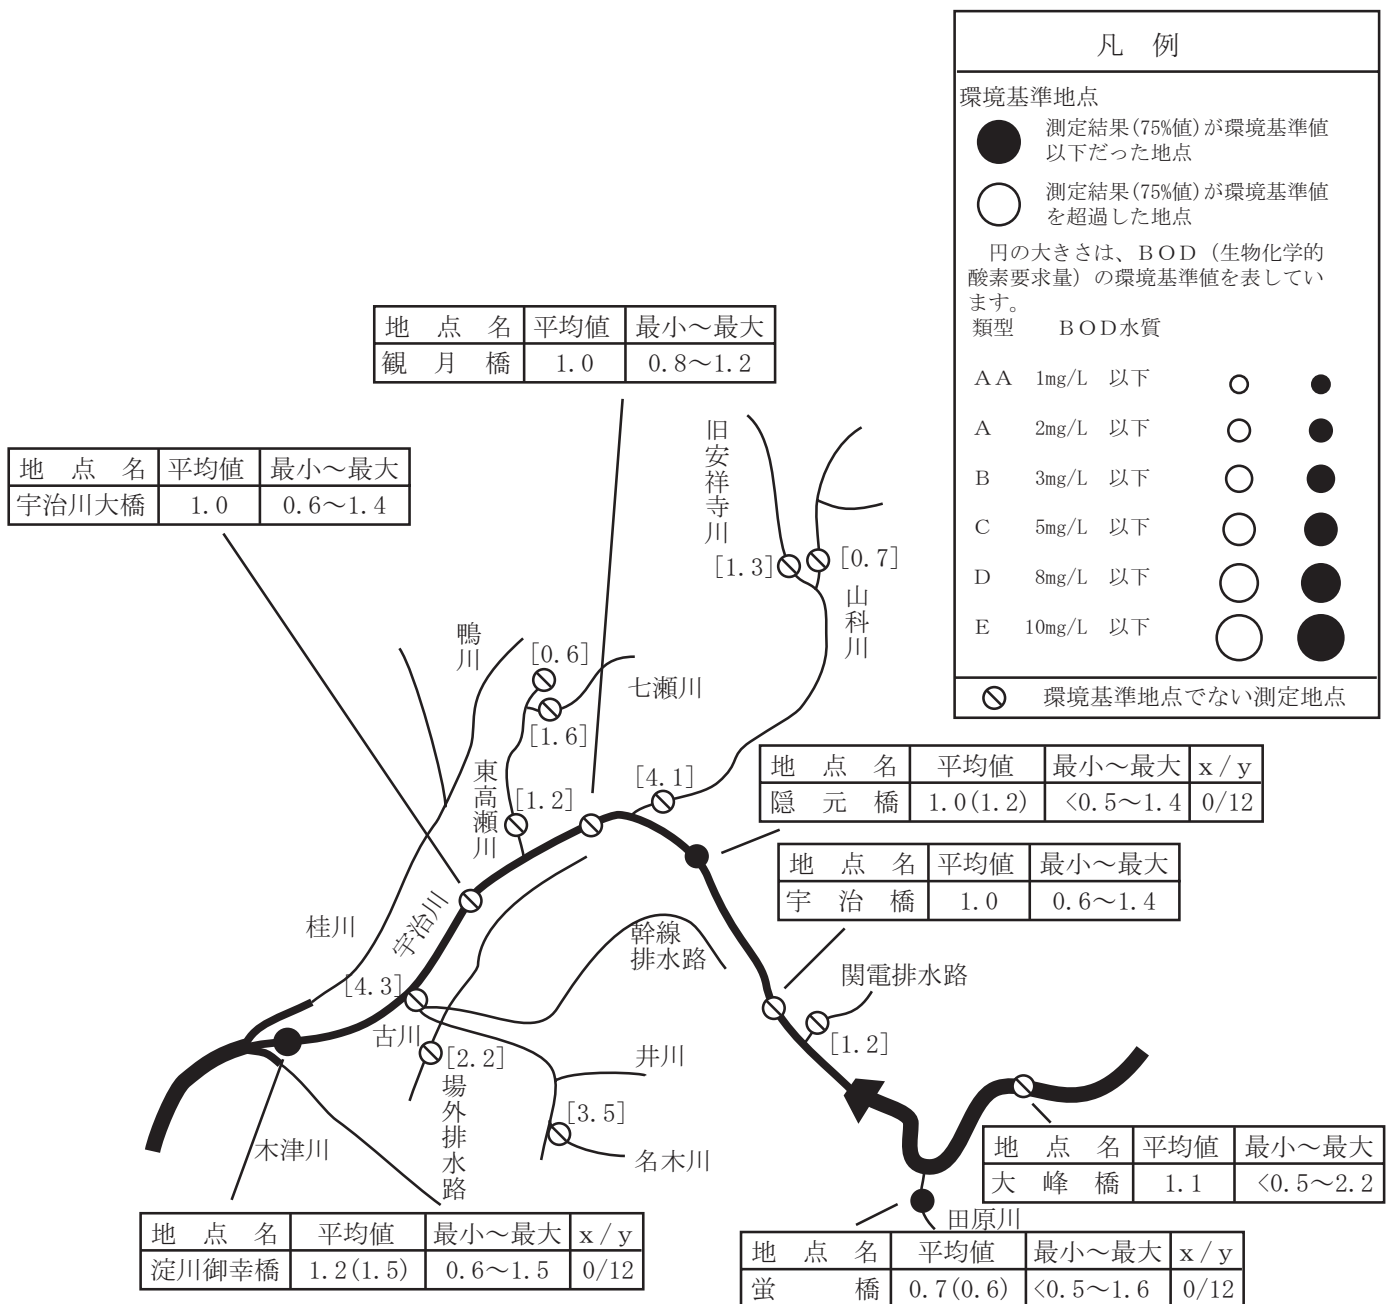 凡 例
環境基準地点
測定結果(75%値)が環境基準値
以下だった地点
測定結果(75%値)が環境基準値
を超過した地点
円の大きさは、BOD（生物化学的
酸素要求量）の環境基準値を表してい
ます。
類型 BOD水質
AA 1mg/L 以下
A 2mg/L 以下
B 3mg/L 以下
C 5mg/L 以下
D 8mg/L 以下
E 10mg/L 以下
環境基準地点でない測定地点
地点名 平均値 最小～最大
観月橋 1.0 0.8～1.2
地点名 平均値 最小～最大
宇治川大橋 1.0 0.6～1.4
旧安祥寺川
[1.3]
[0.7]
山科川
鴨川
[0.6]
七瀬川
[1.6]
東高瀬川
[1.2]
[4.1]
地点名 平均値 最小～最大 x/y
隠元橋 1.0(1.2) <0.5～1.4 0/12
地点名 平均値 最小～最大
宇治橋 1.0 0.6～1.4
桂川
宇治川
幹線
排水路
関電排水路
[4.3]
古川
[1.2]
[2.2]
井川
場外排水路
[3.5]
名木川
木津川
地点名 平均値 最小～最大
大峰橋 1.1 <0.5～2.2
田原川
地点名 平均値 最小～最大 x/y
淀川御幸橋 1.2(1.5) 0.6～1.5 0/12
地点名 平均値 最小～最大 x/y
蛍橋 0.7(0.6) <0.5～1.6 0/12